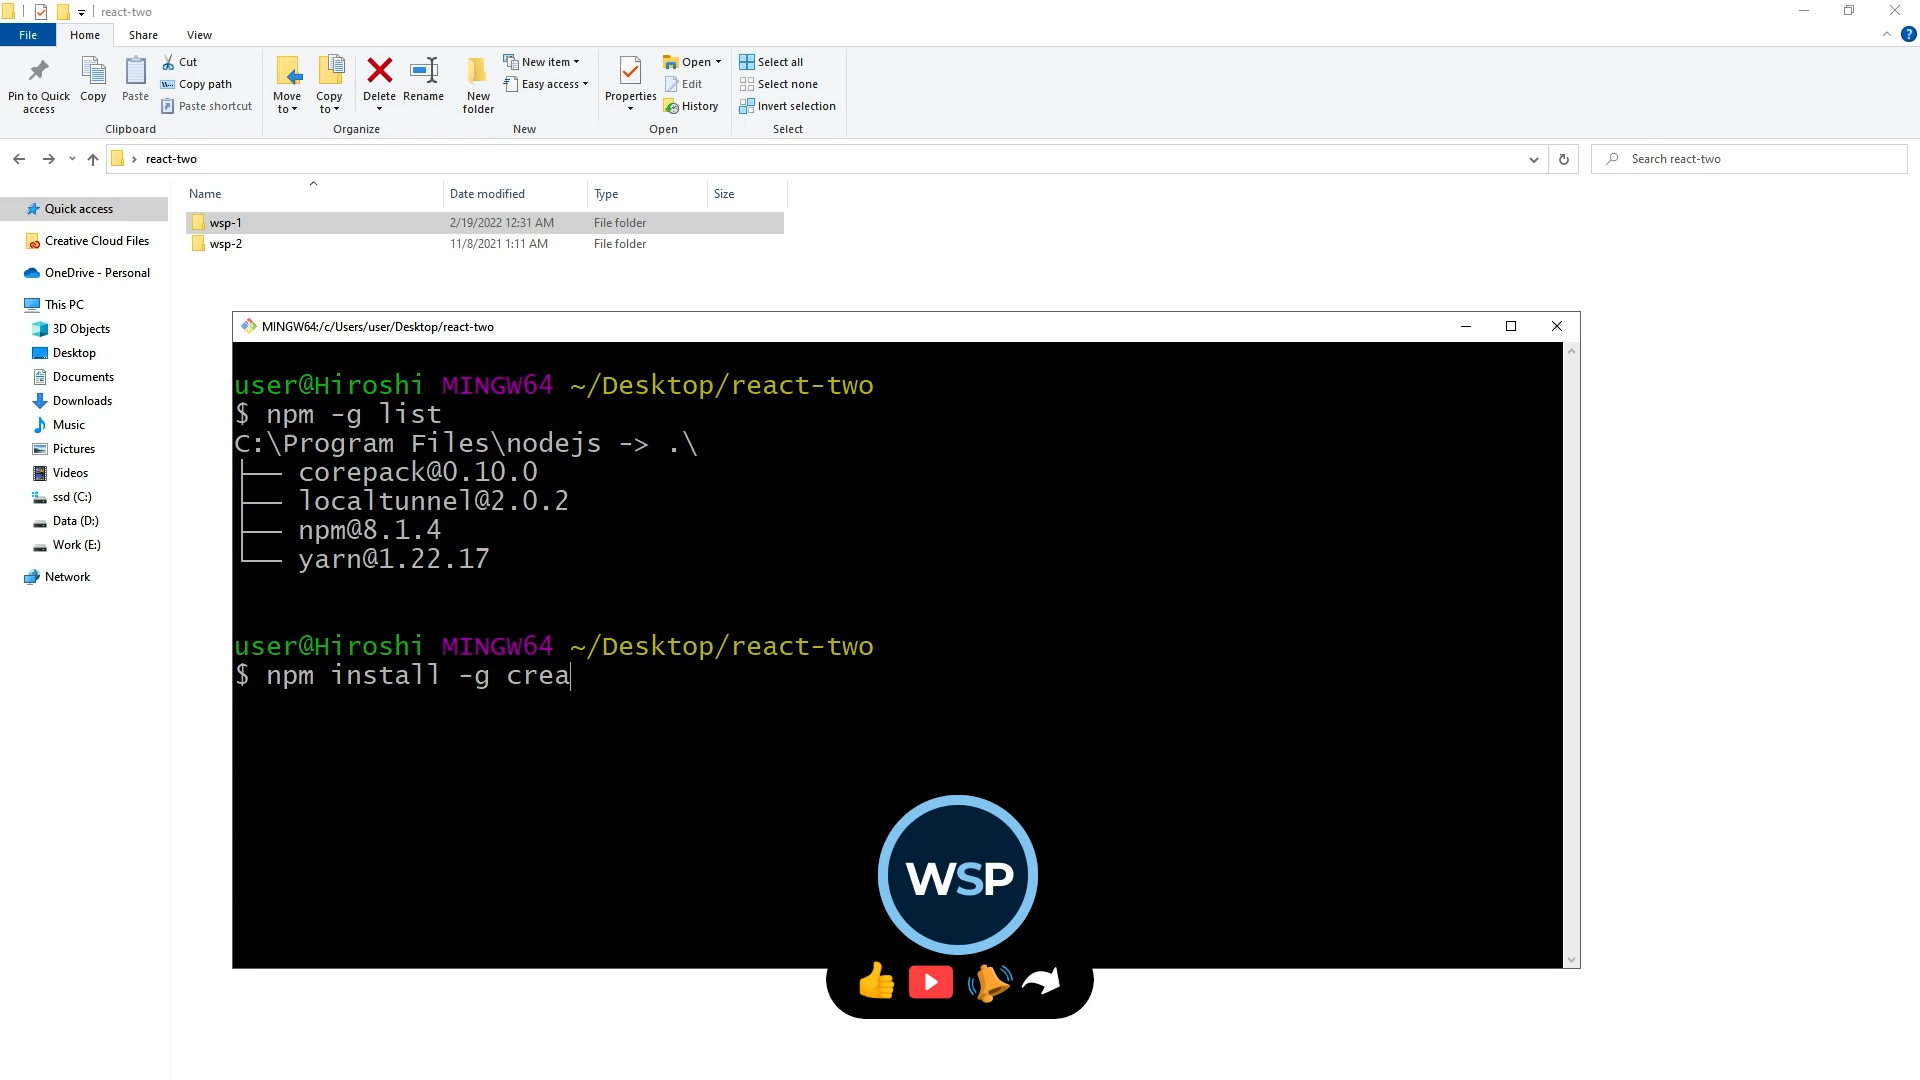 react-two
File Home Share View
Pin to Quick access
Copy
Paste
Cut
Copy path
Paste shortcut
Clipboard
Move to
Copy to
Delete
Rename
Organize
New folder
New item
Easy access
New
Properties
Open
Edit
History
Open
Select all
Select none
Invert selection
Select
react-two
Search react-two
Name Date modified Type Size
wsp-1 2/19/2022 12:31 AM File folder
wsp-2 11/8/2021 1:11 AM File folder
Quick access
Creative Cloud Files
OneDrive - Personal
This PC
3D Objects
Desktop
Documents
Downloads
Music
Pictures
Videos
ssd (C:)
Data (D:)
Work (E:)
Network
MINGW64:/c/Users/user/Desktop/react-two
user@Hiroshi MINGW64 ~/Desktop/react-two
$ npm -g list
C:\Program Files\nodejs -> .\
├── corepack@0.10.0
├── localtunnel@2.0.2
├── npm@8.1.4
└── yarn@1.22.17
user@Hiroshi MINGW64 ~/Desktop/react-two
$ npm install -g crea
WSP